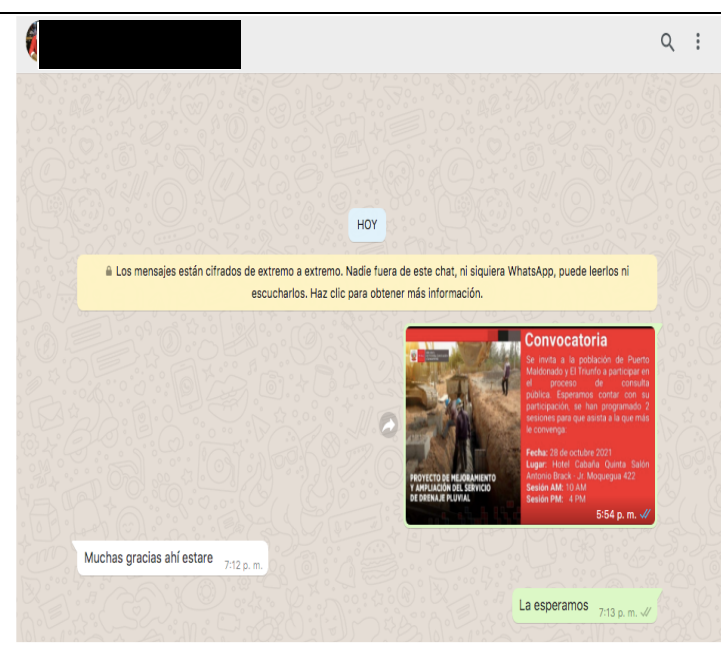 HOY
Los mensajes están cifrados de extremo a extremo. Nadie fuera de este chat, ni siquiera WhatsApp, puede leerlos ni
escucharlos. Haz clic para obtener más información.
Convocatoria
Se invita a la población de Puerto
Maldonado y El Triunfo a participar en
el proceso de consulta
pública. Esperamos contar con su
participación, se han programado 2
sesiones para que asista a la que más
le convenga:
Fecha: 28 de octubre 2021
Lugar: Hotel Cabaña Quinta Salón
Antonio Brack - Jr. Moquegua 422
Sesión AM: 10 AM
Sesión PM: 4 PM
PROYECTO DE MEJORAMIENTO
Y AMPLIACIÓN DEL SERVICIO
DE DRENAJE PLUVIAL
5:54 p. m.
Muchas gracias ahí estare
7:12 p. m.
La esperamos
7:13 p. m.